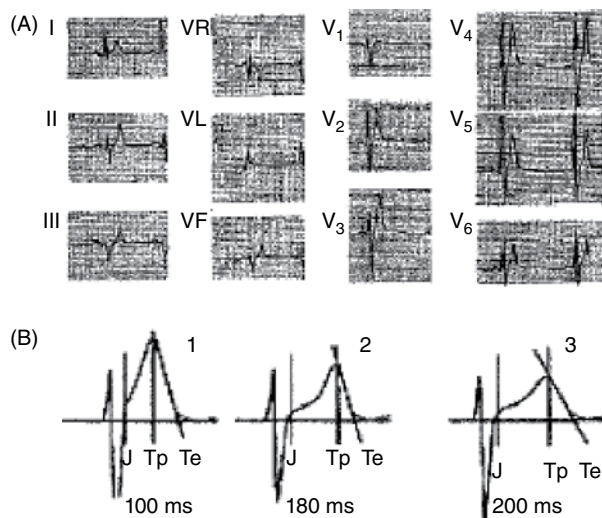 (A) I VR V₁ V₄
II VL V₂ V₅
III VF V₃ V₆
(B) 1 2 3
J Tp Te J Tp Te J Tp Te
100 ms 180 ms 200 ms